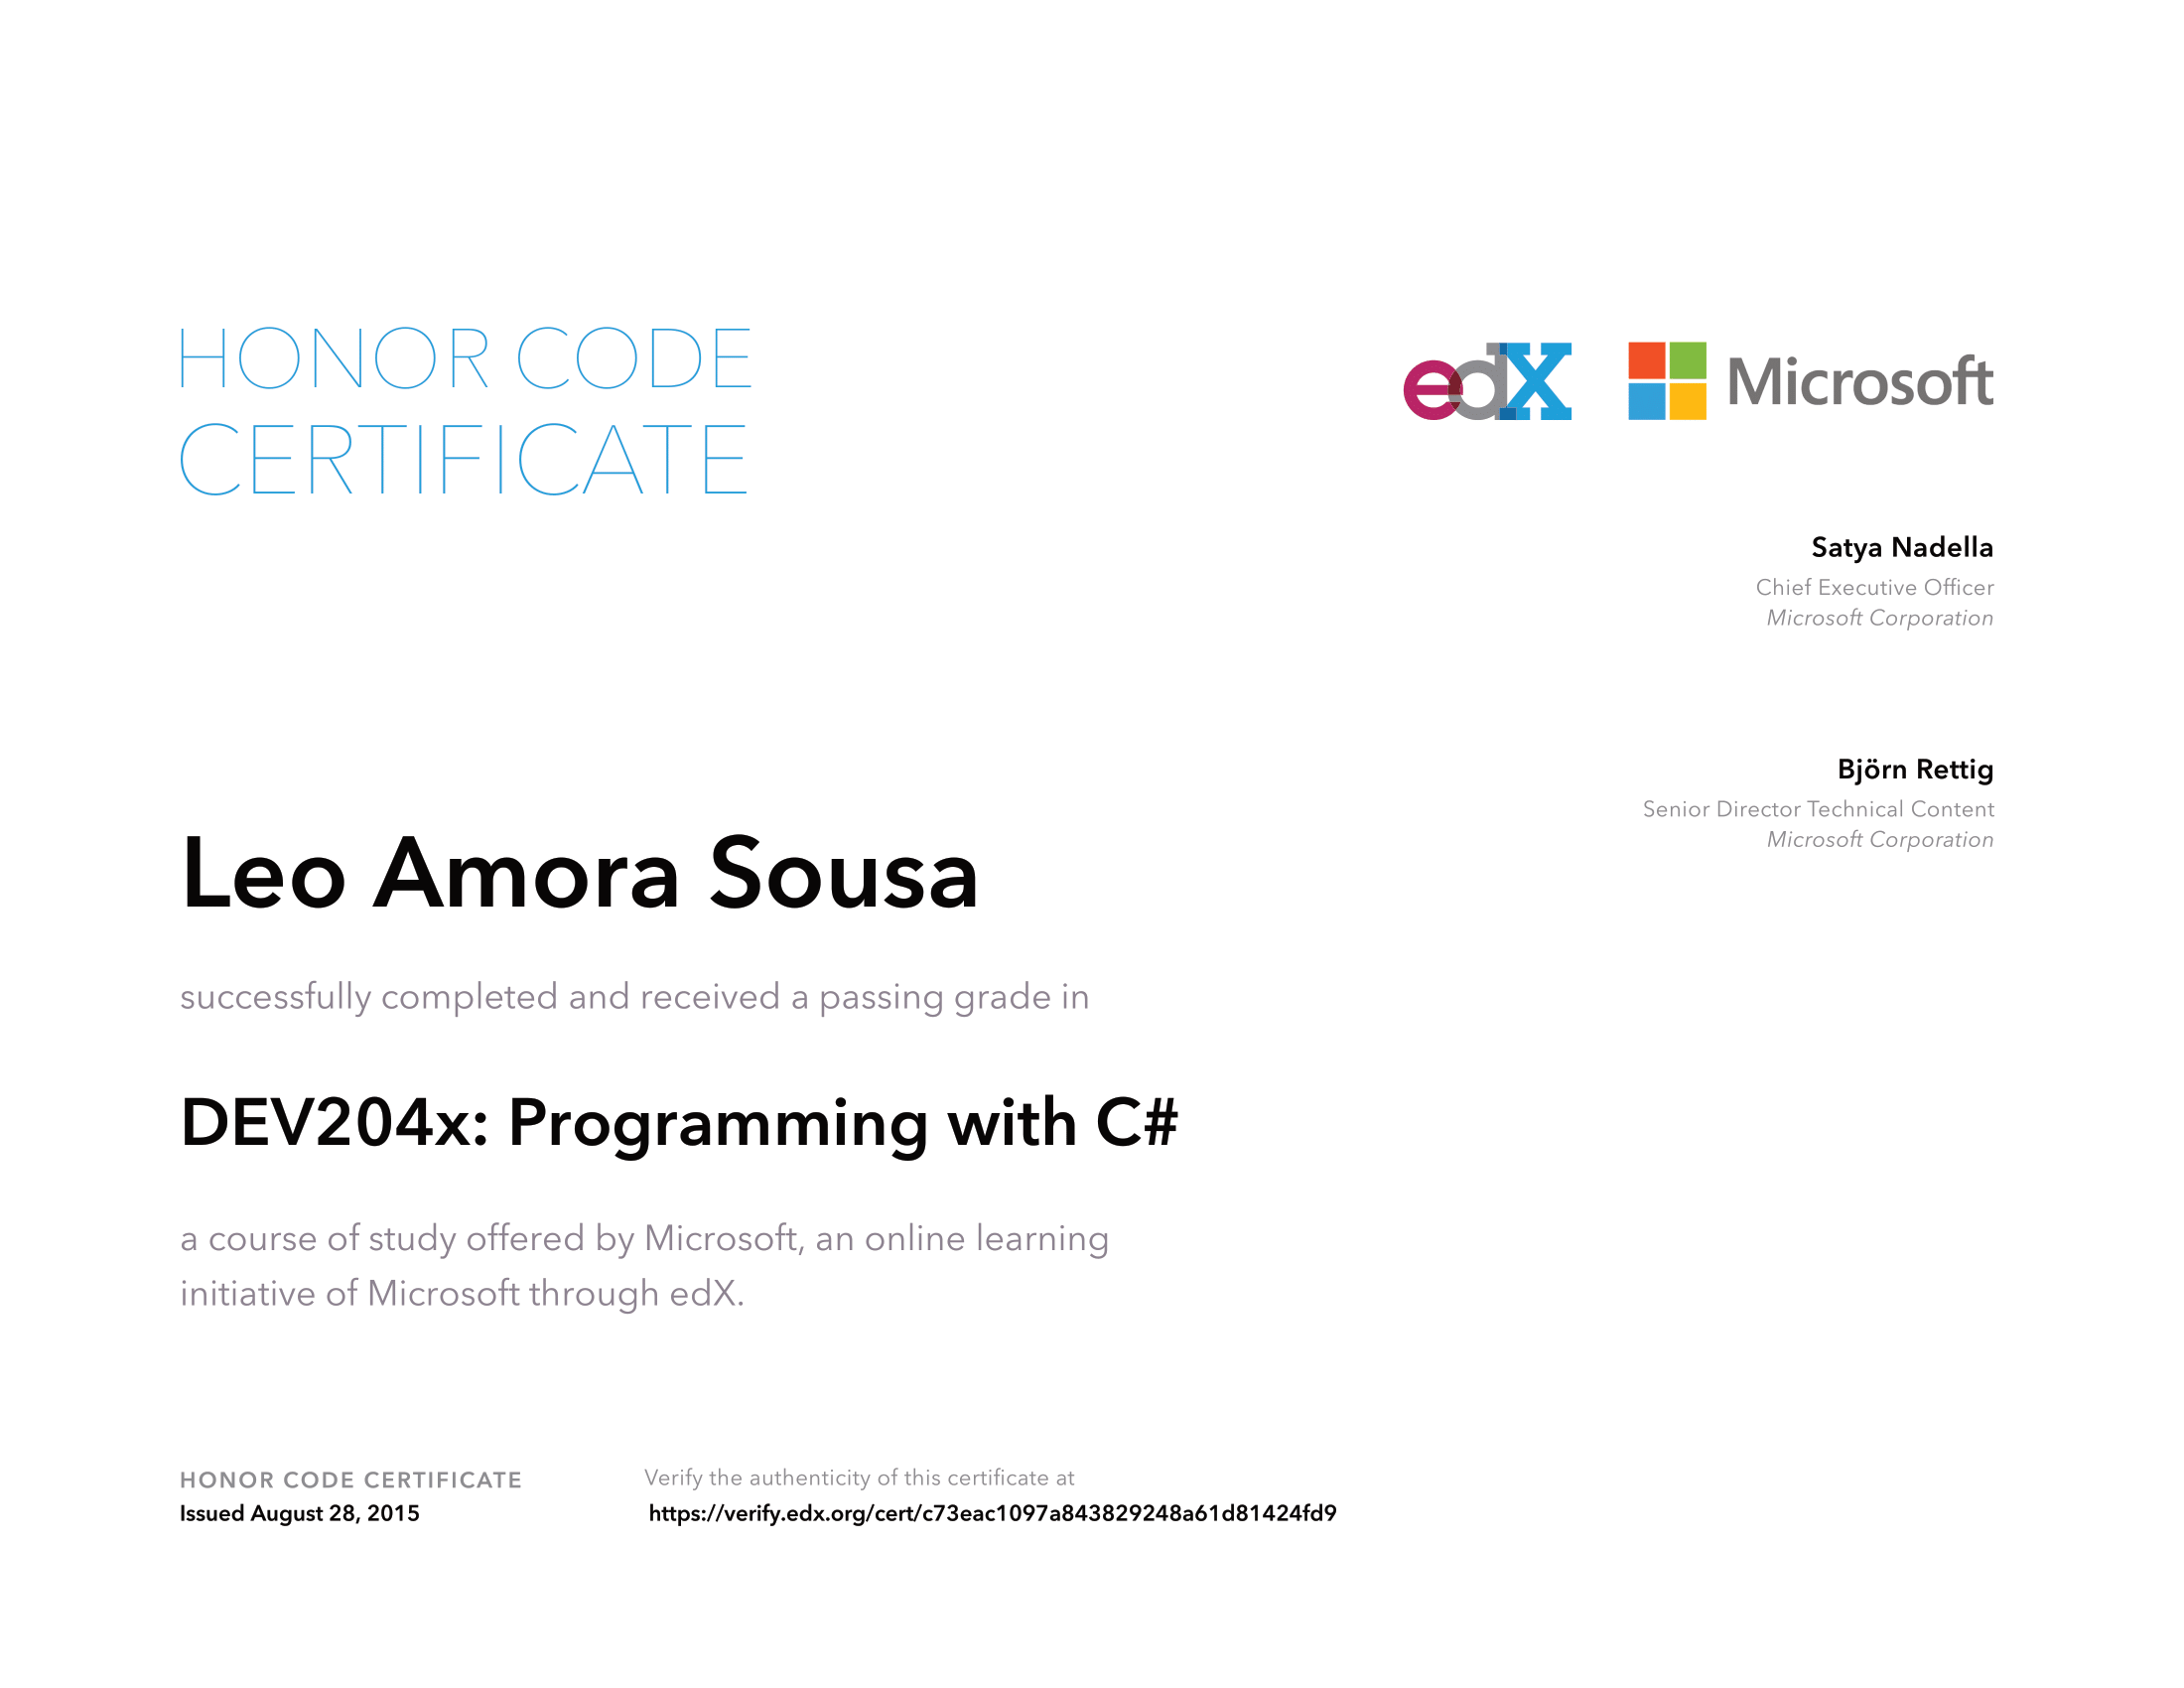 HONOR CODE
CERTIFICATE
edX
Microsoft
Satya Nadella
Chief Executive Officer
Microsoft Corporation
Björn Rettig
Senior Director Technical Content
Microsoft Corporation
Leo Amora Sousa
successfully completed and received a passing grade in
DEV204x: Programming with C#
a course of study offered by Microsoft, an online learning
initiative of Microsoft through edX.
HONOR CODE CERTIFICATE
Issued August 28, 2015
Verify the authenticity of this certificate at
https://verify.edx.org/cert/c73eac1097a843829248a61d81424fd9